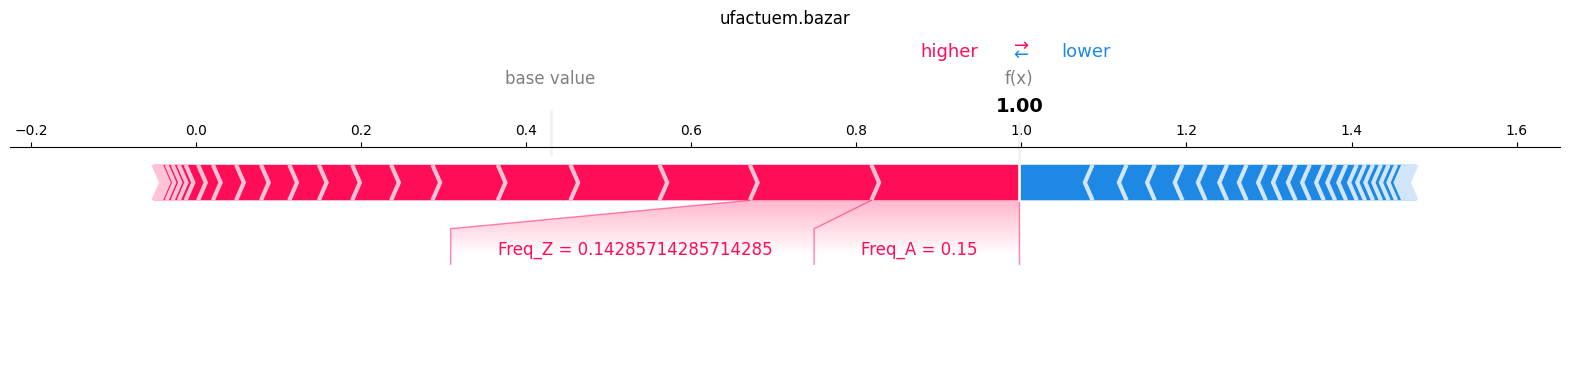 ufactuem.bazar
higher ⇄ lower
base value f(x)
1.00
−0.2 0.0 0.2 0.4 0.6 0.8 1.0 1.2 1.4 1.6
Freq_Z = 0.14285714285714285 Freq_A = 0.15